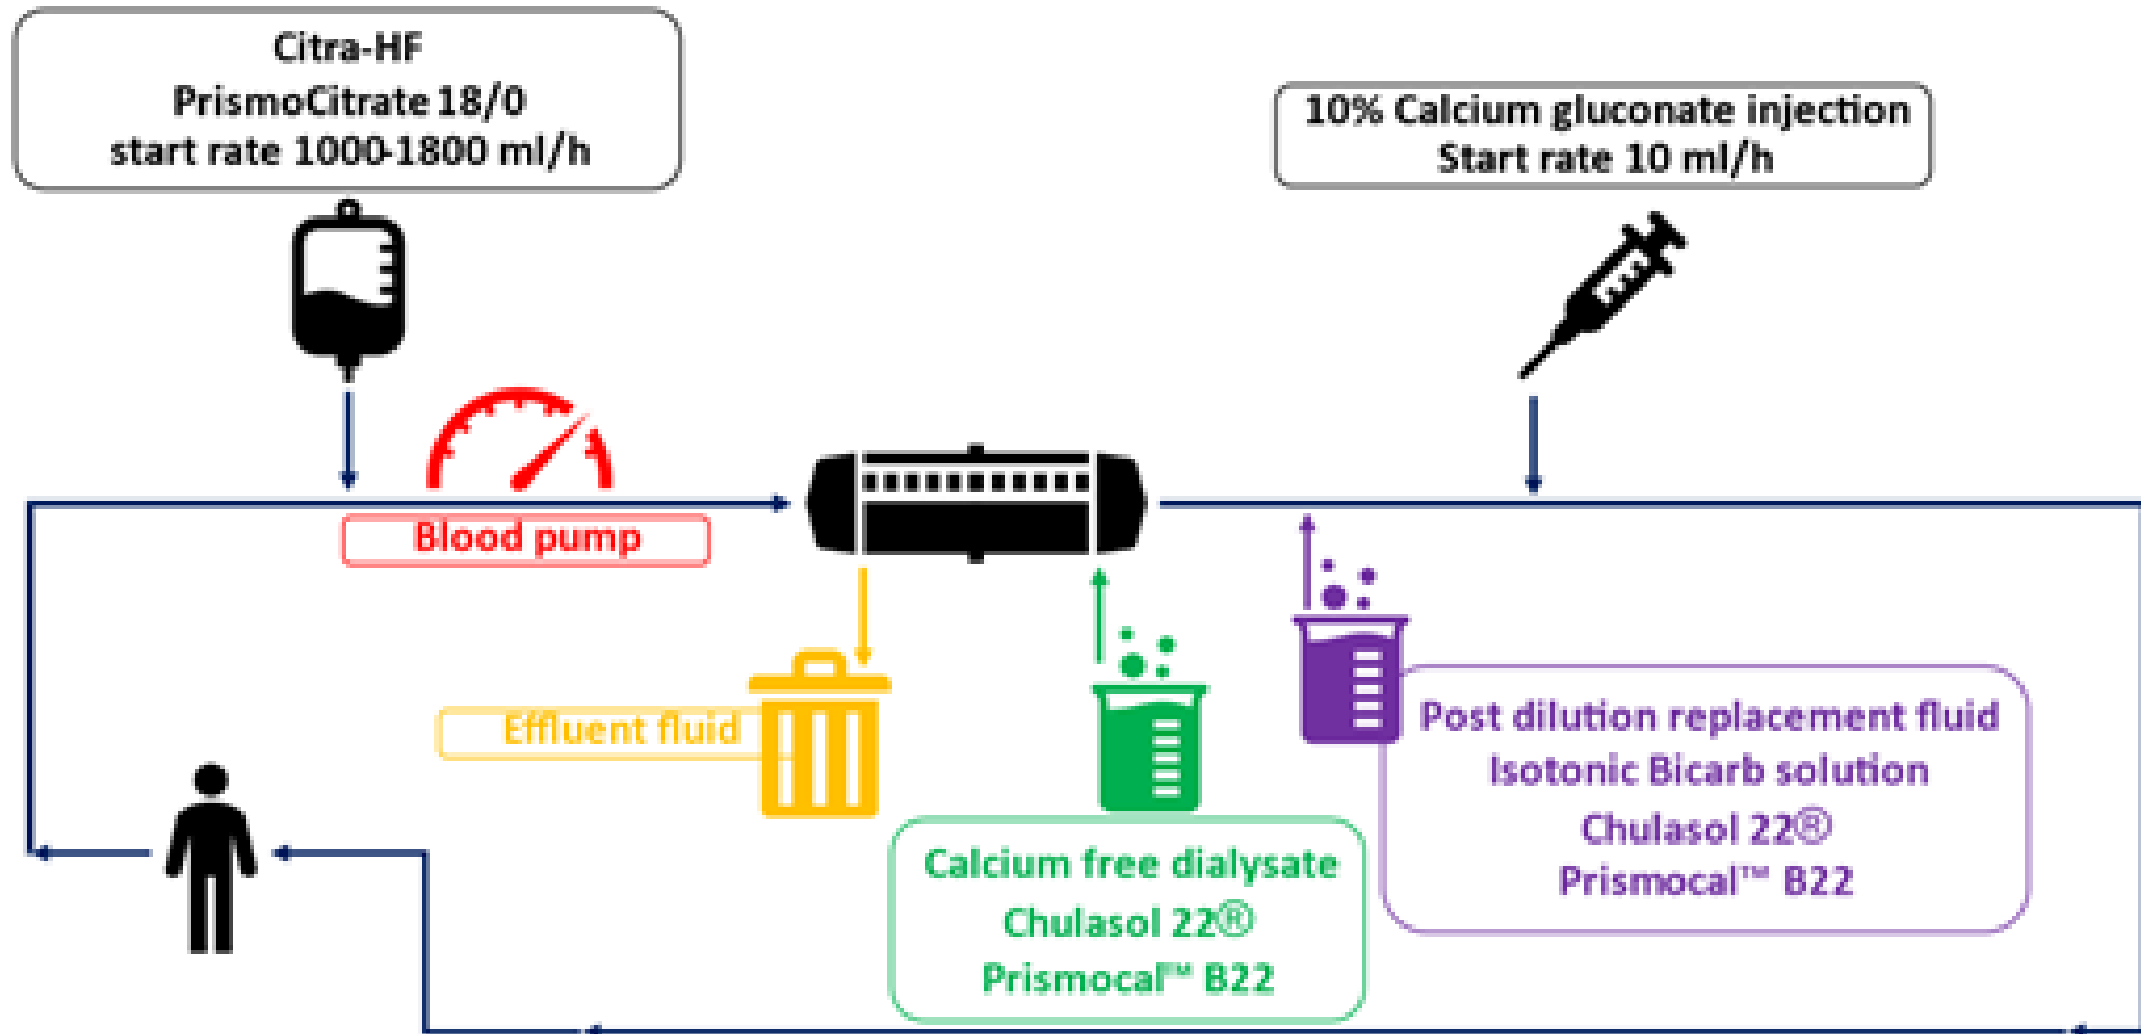 Citra-HF
PrismoCitrate 18/0
start rate 1000-1800 ml/h
10% Calcium gluconate injection
Start rate 10 ml/h
Blood pump
Effluent fluid
Calcium free dialysate
Chulasol 22®
Prismocal™ B22
Post dilution replacement fluid
Isotonic Bicarb solution
Chulasol 22®
Prismocal™ B22